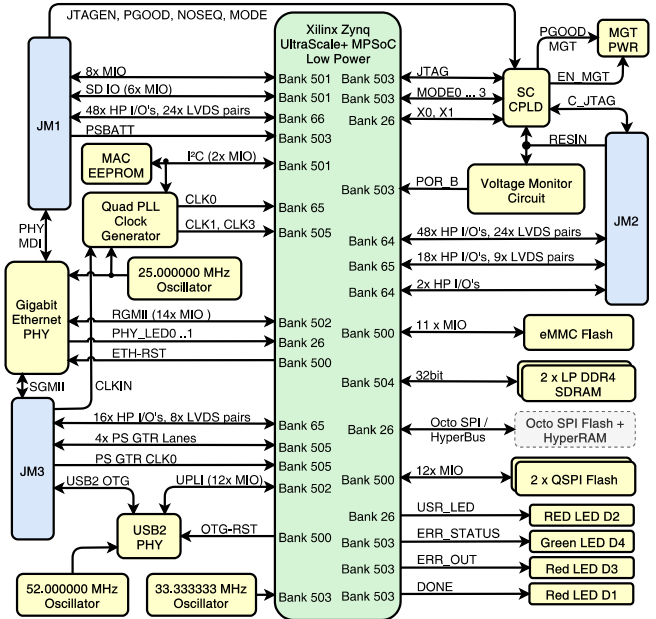 JTAGEN, PGOOD, NOSEQ, MODE
Xilinx Zynq
UltraScale+ MPSoC
Low Power
PGOOD
MGT
MGT
PWR
EN_MGT
JM1
8x MIO
Bank 501
SD IO (6x MIO)
Bank 501
48x HP I/O's, 24x LVDS pairs
Bank 66
PSBATT
Bank 503
Bank 503
JTAG
Bank 503
MODE0 ... 3
Bank 26
X0, X1
SC
CPLD
C_JTAG
RESIN
JM2
MAC
EEPROM
I²C (2x MIO)
Bank 501
Bank 503
POR_B
Voltage Monitor
Circuit
Quad PLL
Clock
Generator
CLK0
Bank 65
CLK1, CLK3
Bank 505
PHY
MDI
Bank 64
48x HP I/O's, 24x LVDS pairs
Bank 65
18x HP I/O's, 9x LVDS pairs
Bank 64
2x HP I/O's
25.000000 MHz
Oscillator
Gigabit
Ethernet
PHY
RGMII (14x MIO )
Bank 502
PHY_LED0 ..1
Bank 26
ETH-RST
Bank 500
Bank 500
11 x MIO
eMMC Flash
SGMII
CLKIN
Bank 504
32bit
2 x LP DDR4
SDRAM
JM3
16x HP I/O's, 8x LVDS pairs
Bank 65
4x PS GTR Lanes
Bank 505
PS GTR CLK0
Bank 505
USB2 OTG
UPLI (12x MIO)
Bank 502
Bank 26
Octo SPI /
HyperBus
Octo SPI Flash +
HyperRAM
Bank 500
12x MIO
2 x QSPI Flash
USB2
PHY
OTG-RST
Bank 500
Bank 26
USR_LED
RED LED D2
Bank 503
ERR_STATUS
Green LED D4
Bank 503
ERR_OUT
Red LED D3
52.000000 MHz
Oscillator
33.333333 MHz
Oscillator
Bank 503
Bank 503
DONE
Red LED D1